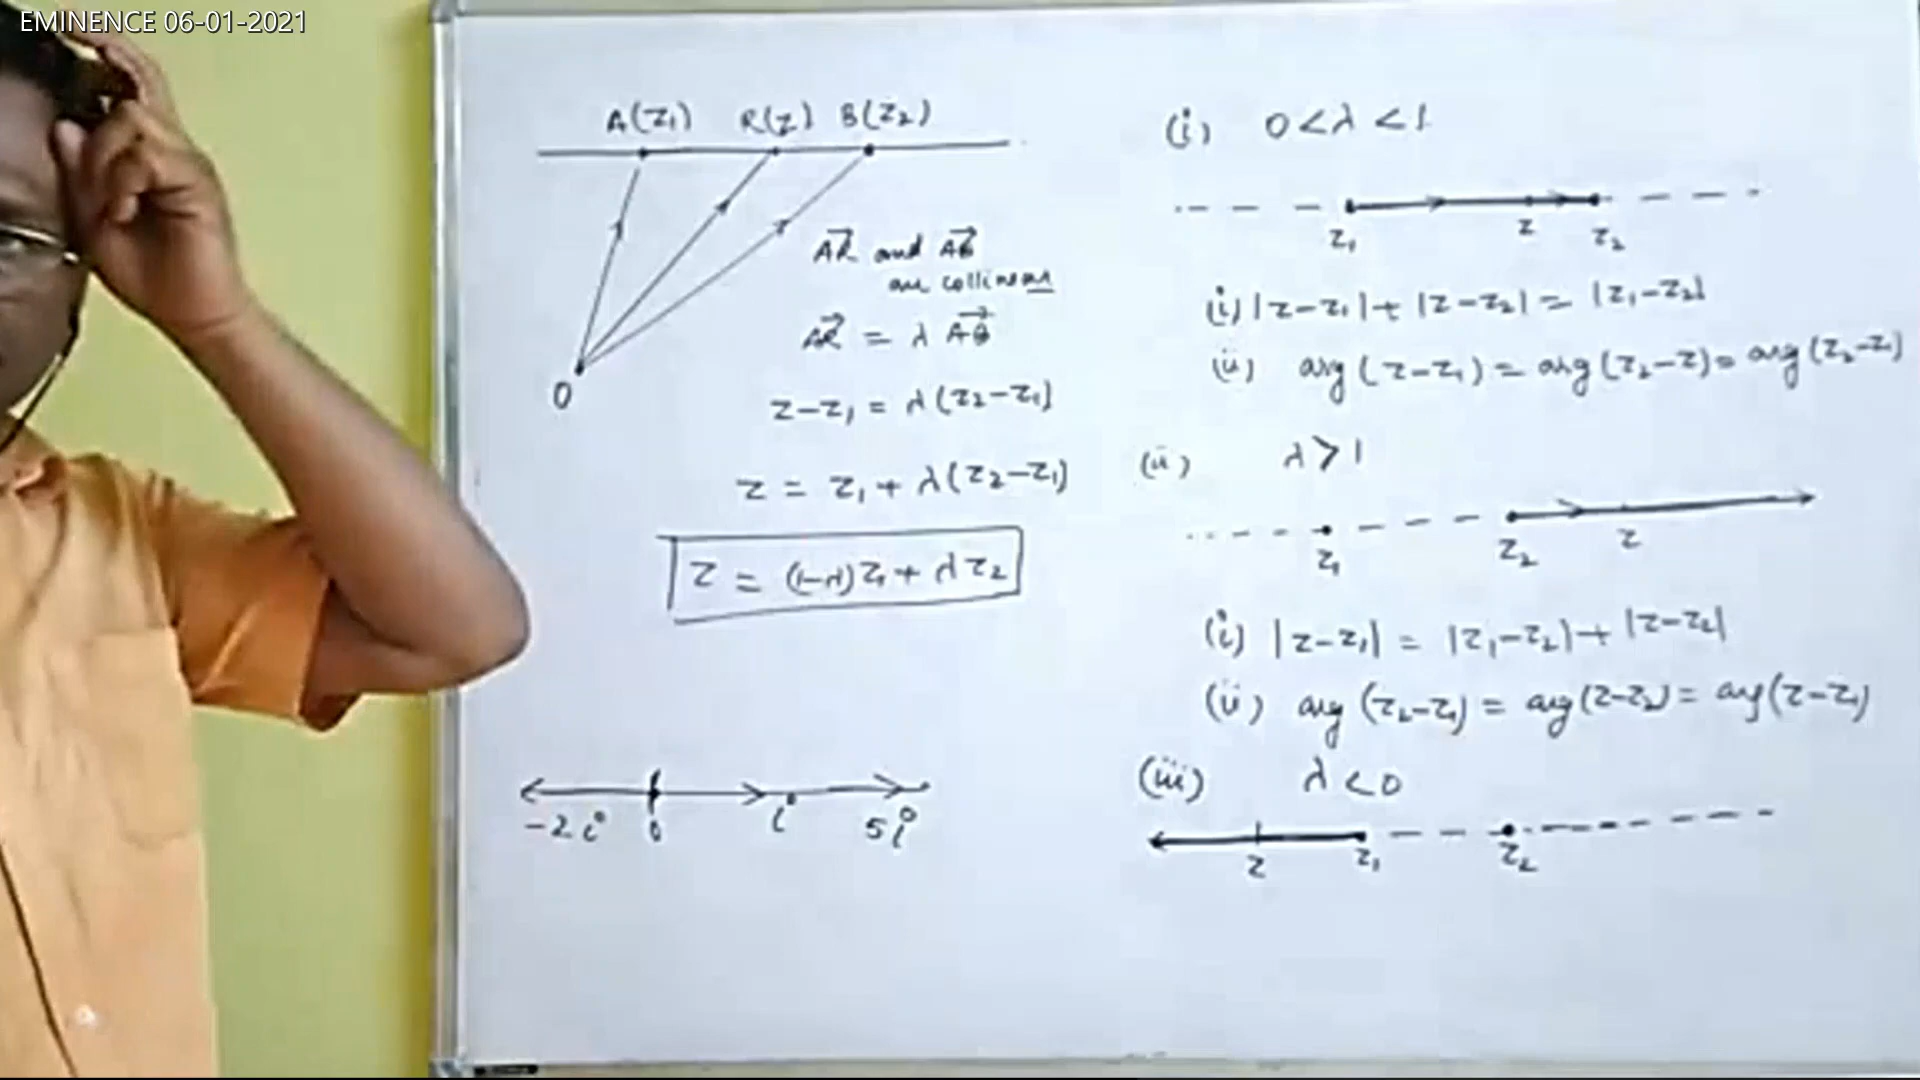 EMINENCE 06-01-2021
A(z₁) R(z) B(z₂)
O
AR⃗ and AB⃗
are collinear
AR⃗ = λ AB⃗
z-z₁ = λ(z₂-z₁)
z = z₁ + λ(z₂-z₁)
z = (1-λ)z₁ + λz₂
-2i 0 i 5i
(i) 0<λ<1
z₁ z z₂
(i) |z-z₁| + |z-z₂| = |z₁-z₂|
(ii) arg(z-z₁) = arg(z₂-z) = arg(z₂-z₁)
(ii) λ>1
z₁ z₂ z
(i) |z-z₁| = |z₁-z₂| + |z-z₂|
(ii) arg(z₂-z₁) = arg(z-z₂) = arg(z-z₁)
(iii) λ<0
z z₁ z₂